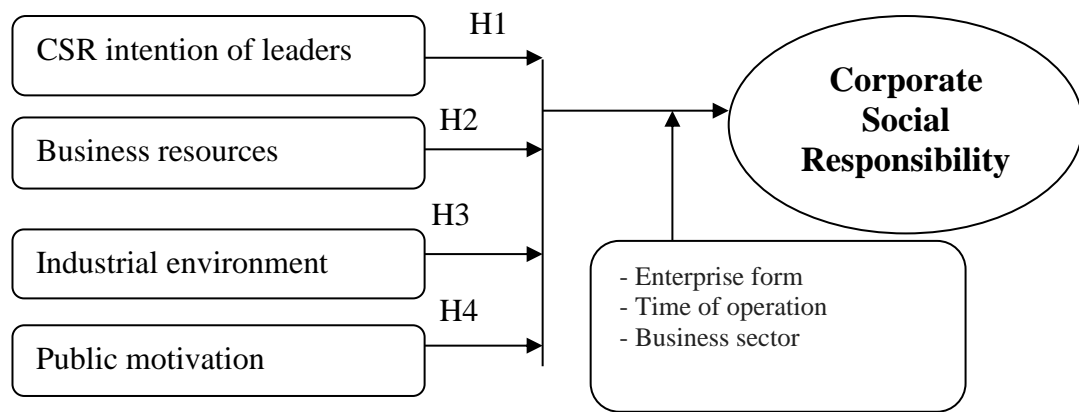 H1
CSR intention of leaders
H2
Business resources
H3
Industrial environment
H4
Public motivation
Corporate
Social
Responsibility
- Enterprise form
- Time of operation
- Business sector